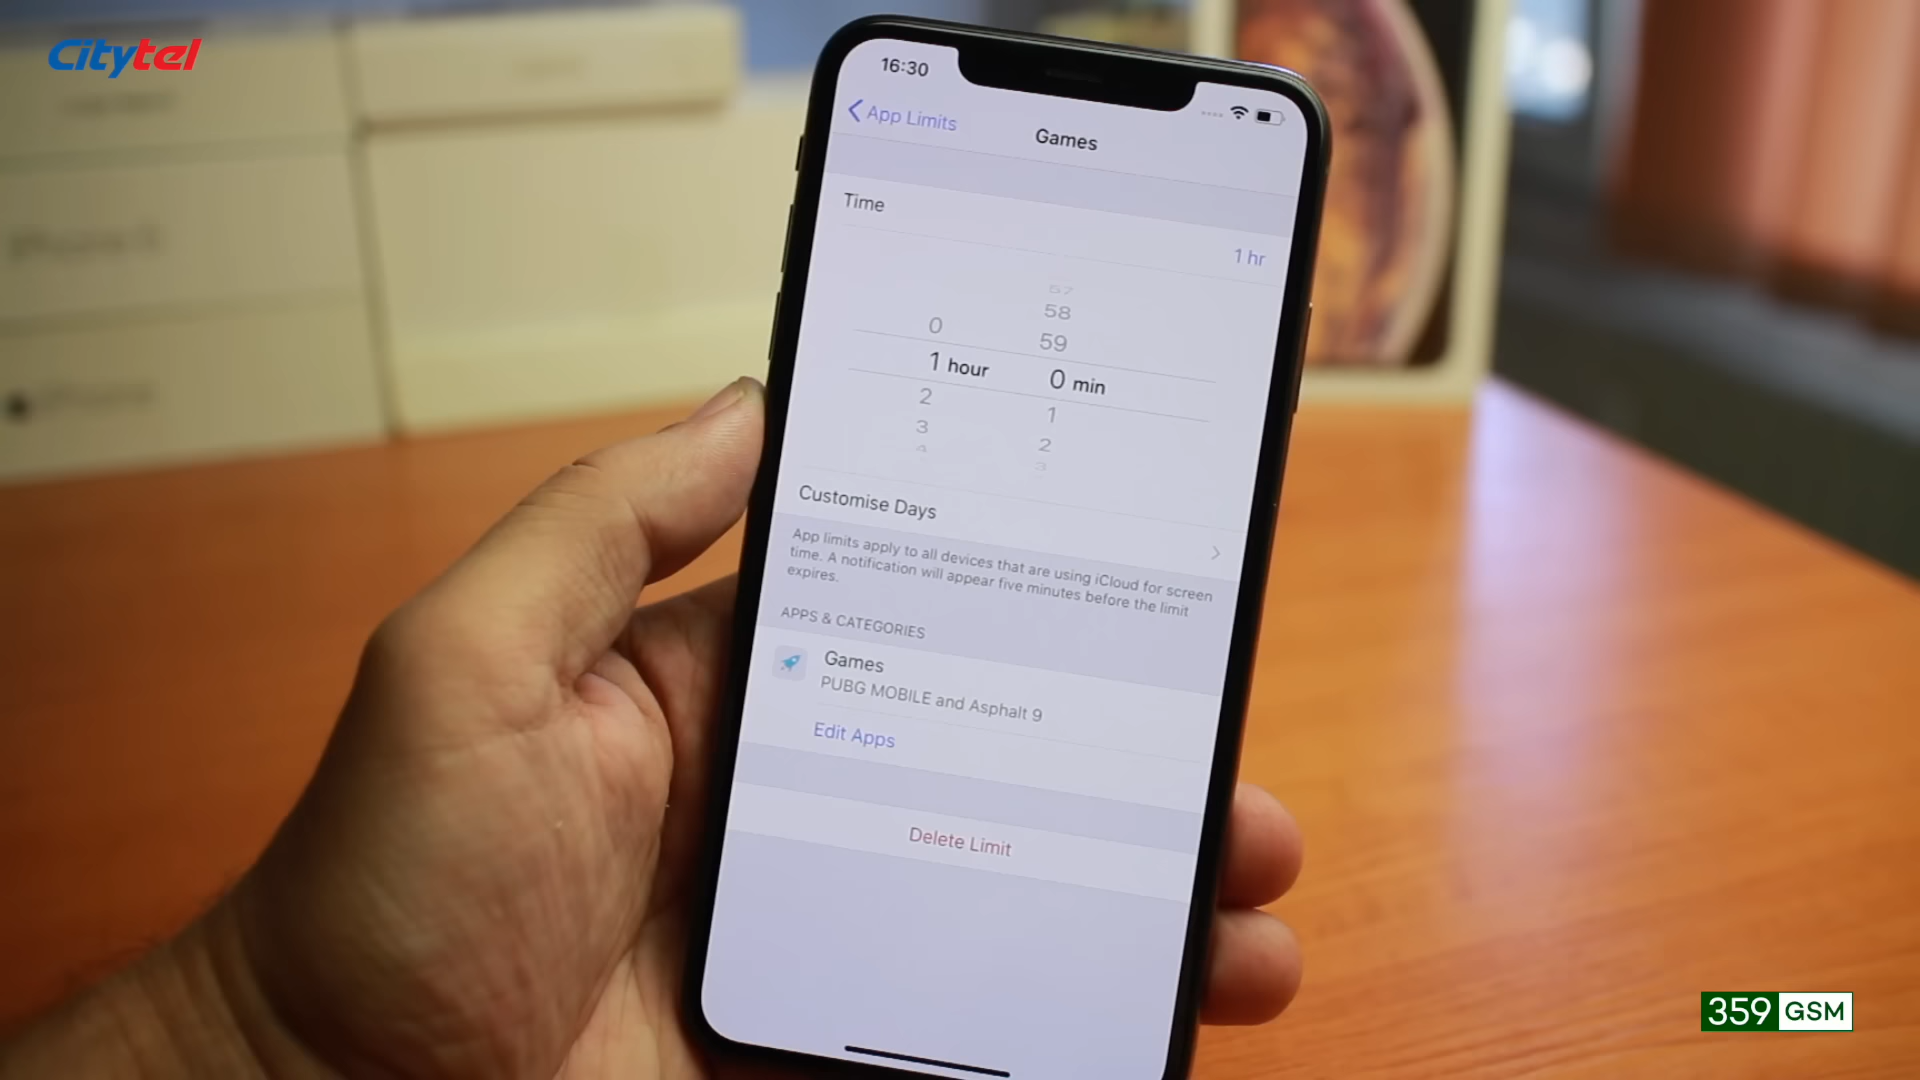 Citytel
16:30
App Limits
Games
Time
1 hr
57
58
0
59
1 hour
0 min
2
1
3
2
4
3
Customise Days
App limits apply to all devices that are using iCloud for screen
time. A notification will appear five minutes before the limit
expires.
APPS & CATEGORIES
Games
PUBG MOBILE and Asphalt 9
Edit Apps
Delete Limit
359 GSM